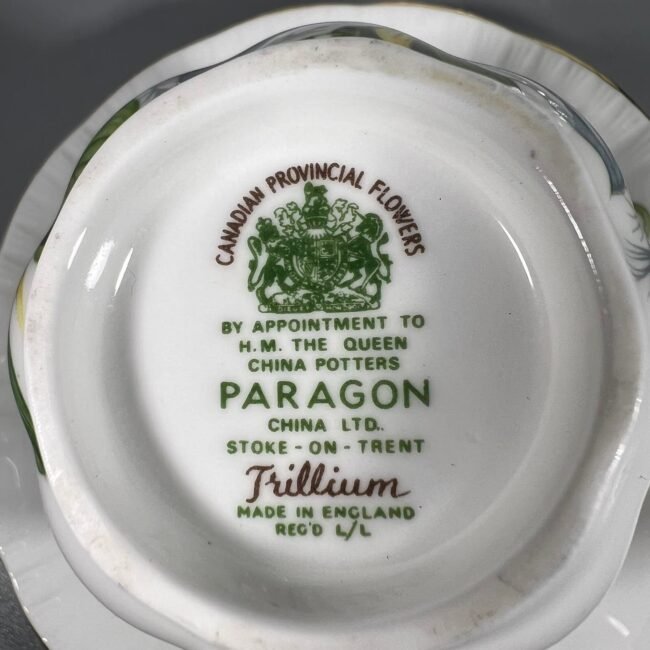 CANADIAN PROVINCIAL FLOWERS
BY APPOINTMENT TO
H.M. THE QUEEN
CHINA POTTERS
PARAGON
CHINA LTD.
STOKE-ON-TRENT
Trillium
MADE IN ENGLAND
REG'D L/L